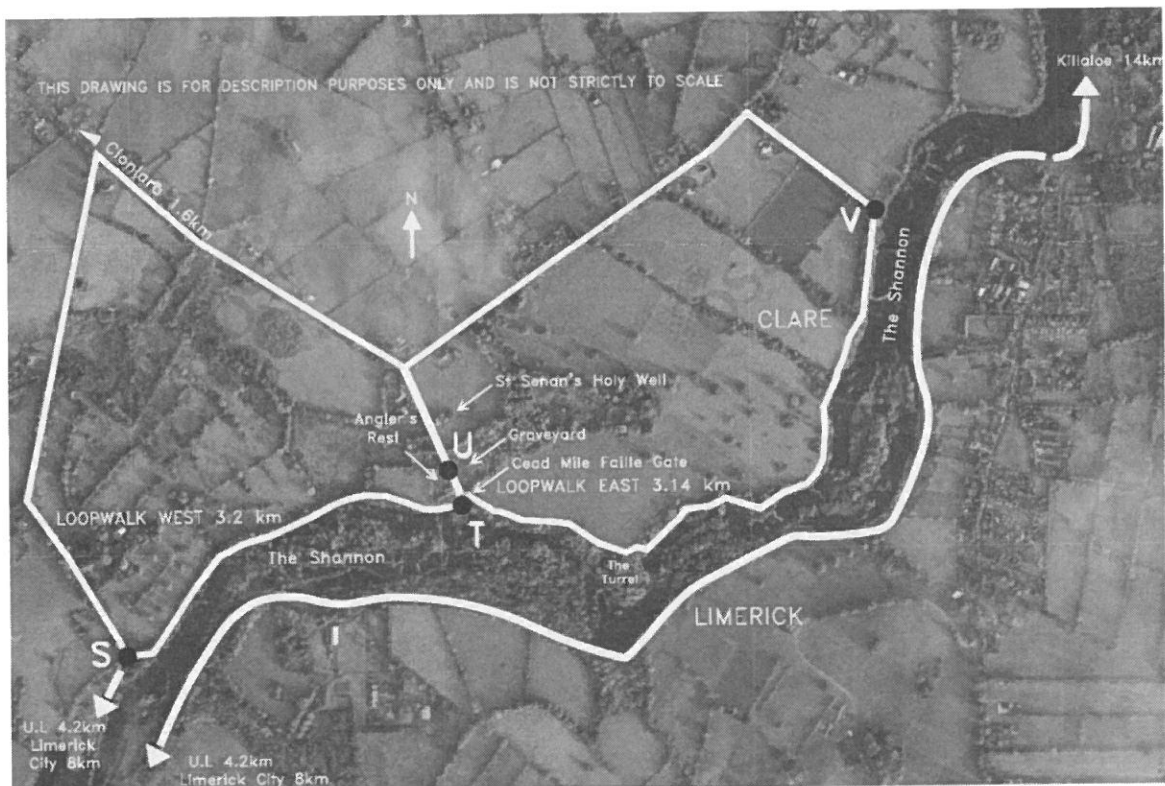 Killaloe 14km
THIS DRAWING IS FOR DESCRIPTION PURPOSES ONLY AND IS NOT STRICTLY TO SCALE
Clonlara 1.6km
N
V
The Shannon
CLARE
St Senan's Holy Well
Angler's
Rest
U
Graveyard
Cead Mile Failte Gate
LOOPWALK EAST 3.14 km
LOOPWALK WEST 3.2 km
T
The Shannon
The
Turret
LIMERICK
S
U.L 4.2km
Limerick
City 8km
U.L 4.2km
Limerick City 8km